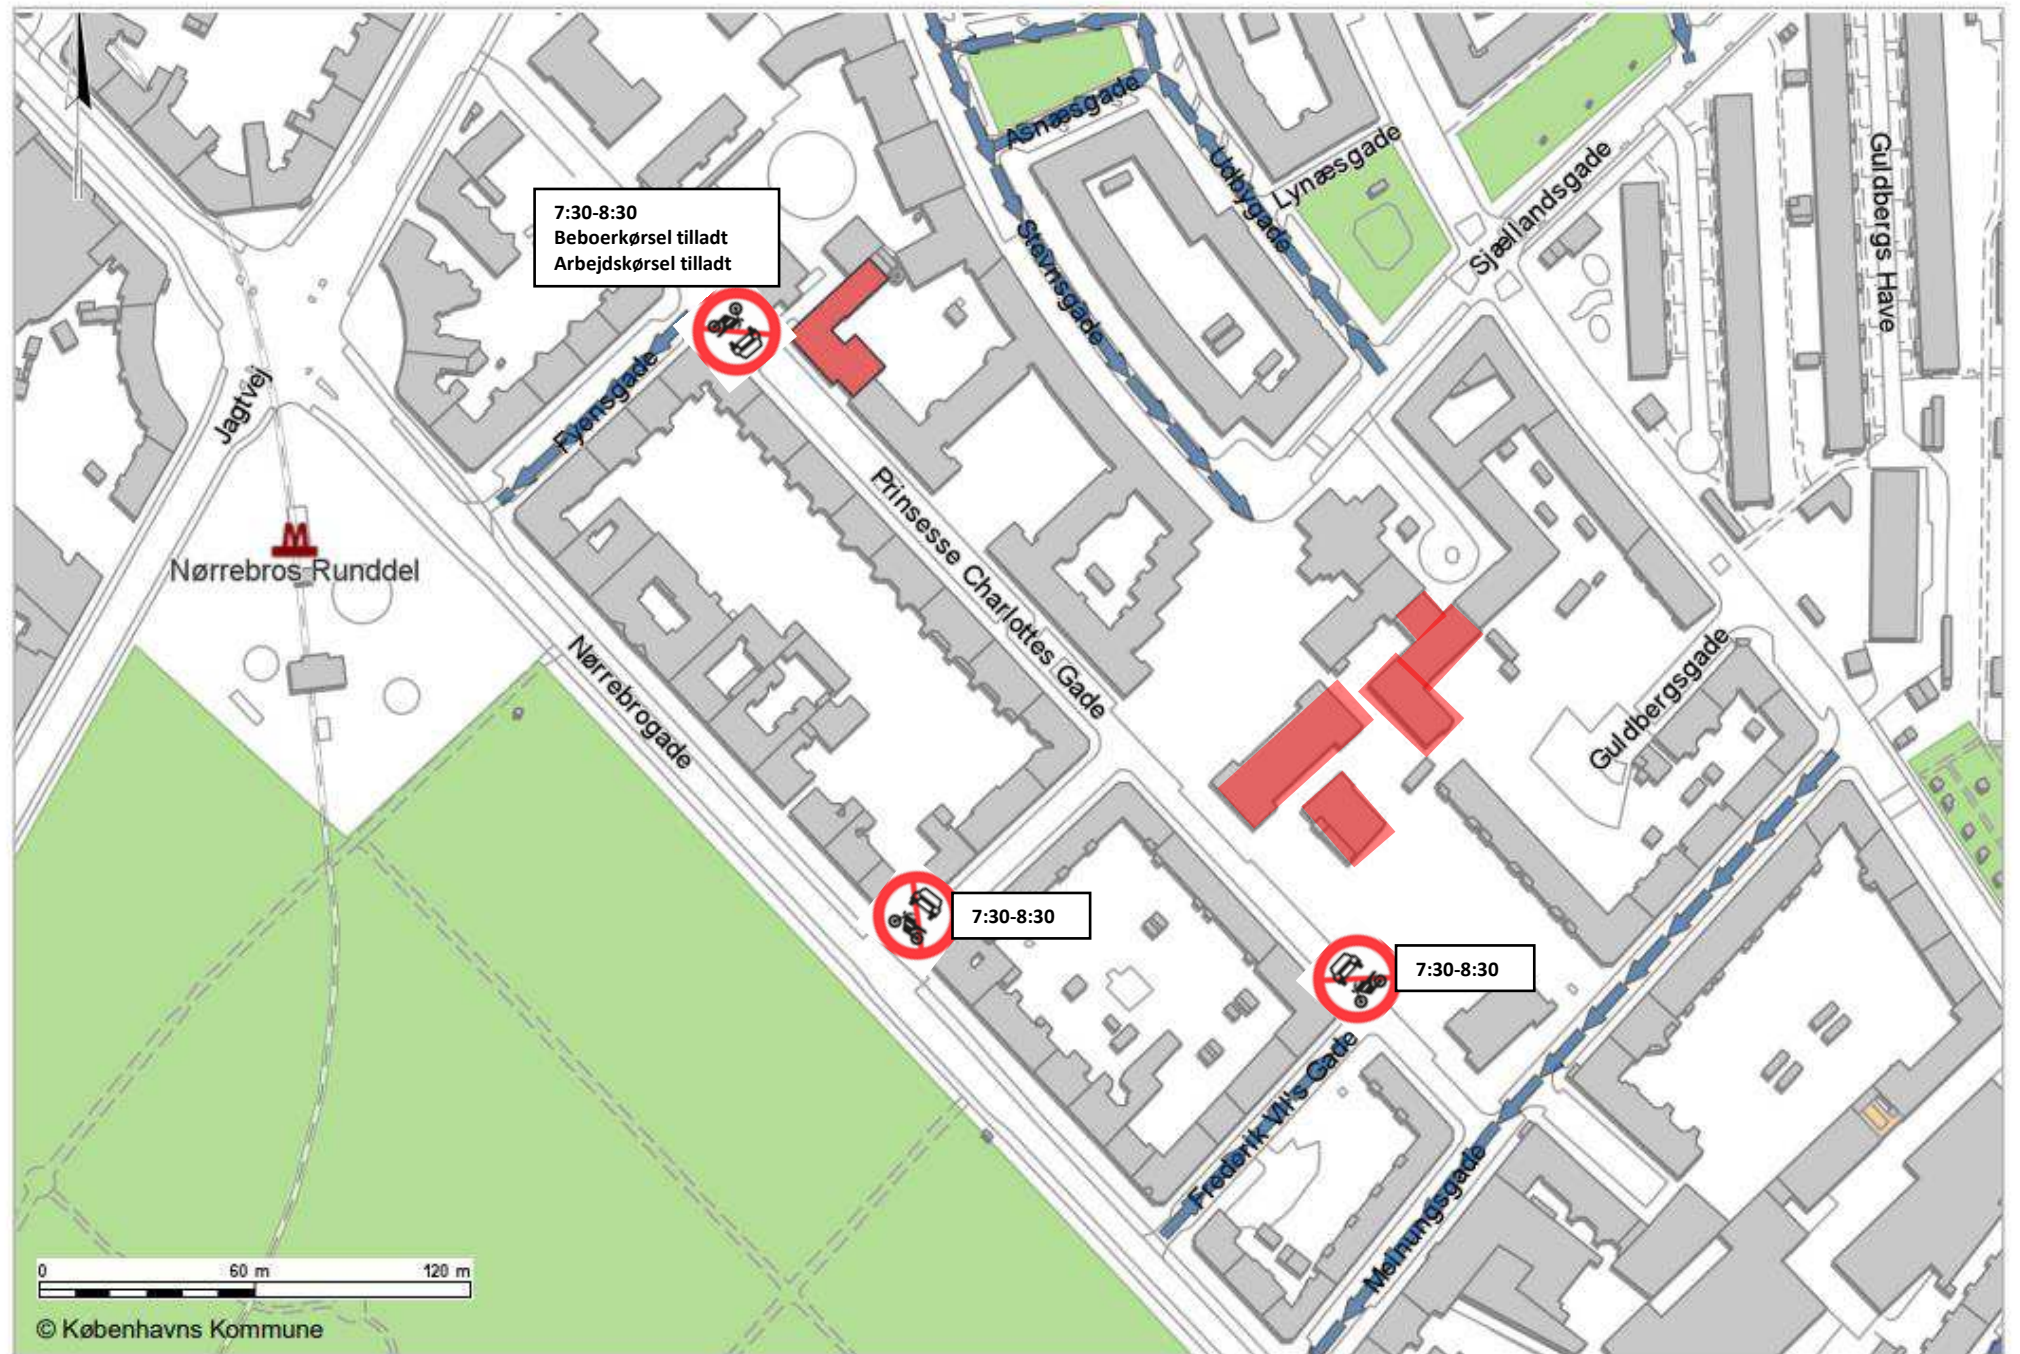 Asnæsgade
Udbygade
Lynæsgade
Sjællandsgade
Guldbergs Have
7:30-8:30
Beboerkørsel tilladt
Arbejdskørsel tilladt
Stevnsgade
Fyensgade
Jagtvej
M
Nørrebros Runddel
Prinsesse Charlottes Gade
Nørrebrogade
Guldbergsgade
7:30-8:30
7:30-8:30
Frederik VII's Gade
Meinungsgade
0 60 m 120 m
© Københavns Kommune